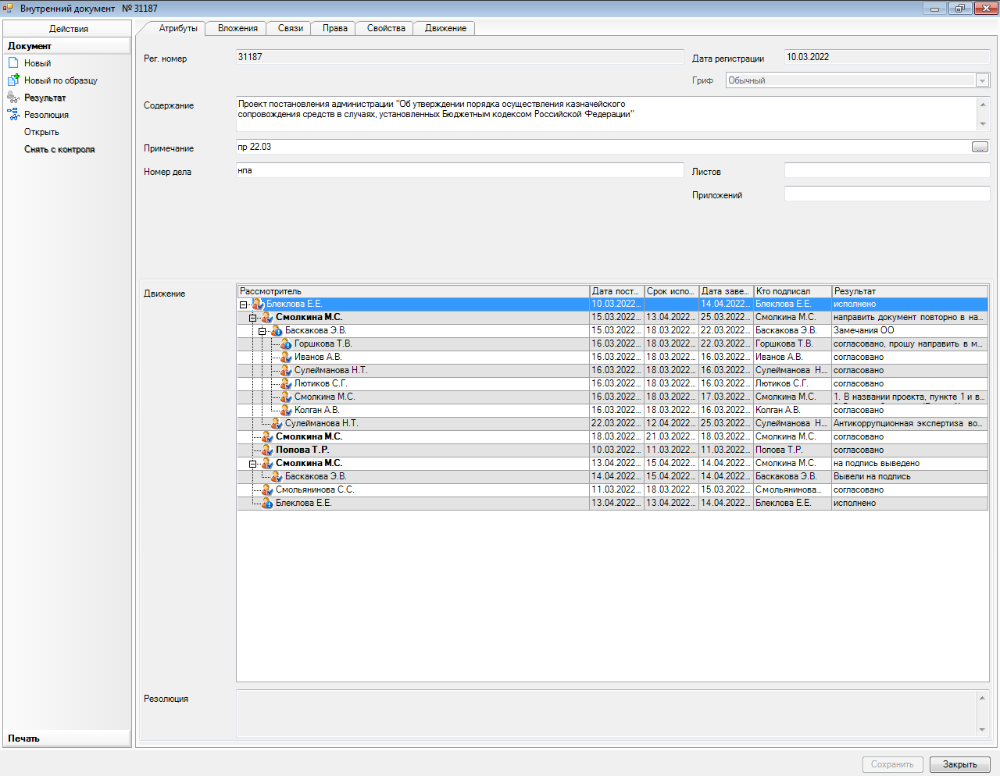 Внутренний документ № 31187
Действия
Документ
Новый
Новый по образцу
Результат
Резолюция
Открыть
Снять с контроля
Печать
Атрибуты Вложения Связи Права Свойства Движение
Рег. номер 31187 Дата регистрации 10.03.2022
Гриф Обычный
Содержание Проект постановления администрации "Об утверждении порядка осуществления казначейского
сопровождения средств в случаях, установленных Бюджетным кодексом Российской Федерации"
Примечание пр 22.03 ...
Номер дела нпа Листов
Приложений
Движение
Рассмотритель Дата пост... Срок испо... Дата заве... Кто подписал Результат
Блеклова Е.Е. 10.03.2022... 14.04.2022... Блеклова Е.Е. исполнено
Смолкина М.С. 15.03.2022... 13.04.2022... 25.03.2022... Смолкина М.С. направить документ повторно в на...
Баскакова Э.В. 15.03.2022... 18.03.2022... 22.03.2022... Баскакова Э.В. Замечания ОО
Горшкова Т.В. 16.03.2022... 18.03.2022... 22.03.2022... Горшкова Т.В. согласовано, прошу направить в м...
Иванов А.В. 16.03.2022... 18.03.2022... 16.03.2022... Иванов А.В. согласовано
Сулейманова Н.Т. 16.03.2022... 18.03.2022... 16.03.2022... Сулейманова Н... согласовано
Лютиков С.Г. 16.03.2022... 18.03.2022... 16.03.2022... Лютиков С.Г. согласовано
Смолкина М.С. 16.03.2022... 18.03.2022... 17.03.2022... Смолкина М.С. 1. В названии проекта, пункте 1 и в...
Колган А.В. 16.03.2022... 18.03.2022... 16.03.2022... Колган А.В. согласовано
Сулейманова Н.Т. 22.03.2022... 12.04.2022... 25.03.2022... Сулейманова Н... Антикоррупционная экспертиза во...
Смолкина М.С. 18.03.2022... 21.03.2022... 18.03.2022... Смолкина М.С. согласовано
Попова Т.Р. 10.03.2022... 11.03.2022... 11.03.2022... Попова Т.Р. согласовано
Смолкина М.С. 13.04.2022... 15.04.2022... 14.04.2022... Смолкина М.С. на подпись выведено
Баскакова Э.В. 14.04.2022... 15.04.2022... 14.04.2022... Баскакова Э.В. Вывели на подпись
Смольянинова С.С. 11.03.2022... 18.03.2022... 15.03.2022... Смольянинова... согласовано
Блеклова Е.Е. 13.04.2022... 13.04.2022... 14.04.2022... Блеклова Е.Е. исполнено
Резолюция
Сохранить Закрыть